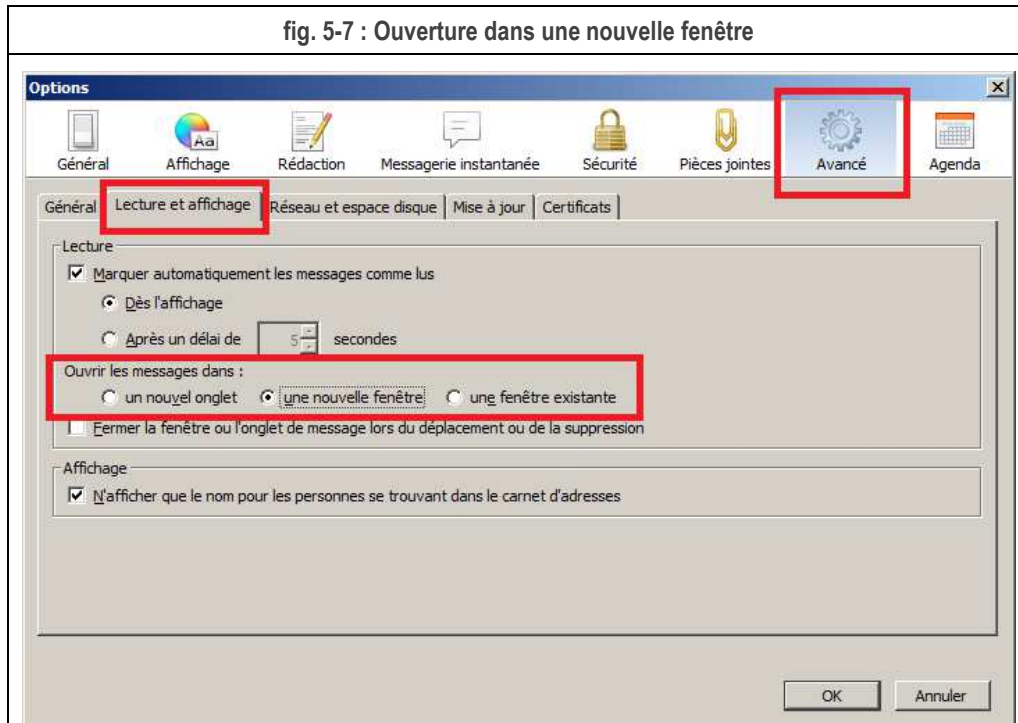 fig. 5-7 : Ouverture dans une nouvelle fenêtre
Options
Général Affichage Rédaction Messagerie instantanée Sécurité Pièces jointes Avancé Agenda
Général Lecture et affichage Réseau et espace disque Mise à jour Certificats
Lecture
Marquer automatiquement les messages comme lus
Dès l'affichage
Après un délai de 5 secondes
Ouvrir les messages dans :
un nouvel onglet une nouvelle fenêtre une fenêtre existante
Fermer la fenêtre ou l'onglet de message lors du déplacement ou de la suppression
Affichage
N'afficher que le nom pour les personnes se trouvant dans le carnet d'adresses
OK Annuler